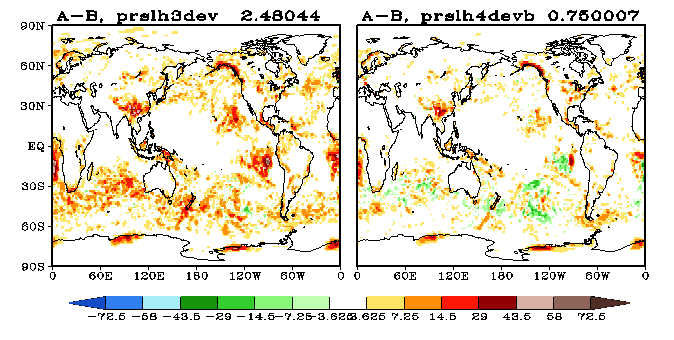 A−B, prslh3dev 2.48044
A−B, prslh4devb 0.750007
90N
60N
30N
EQ
30S
60S
90S
0 60E 120E 180 120W 60W 0
0 60E 120E 180 120W 60W 0
−72.5 −58 −43.5 −29 −14.5 −7.25 −3.625 3.625 7.25 14.5 29 43.5 58 72.5